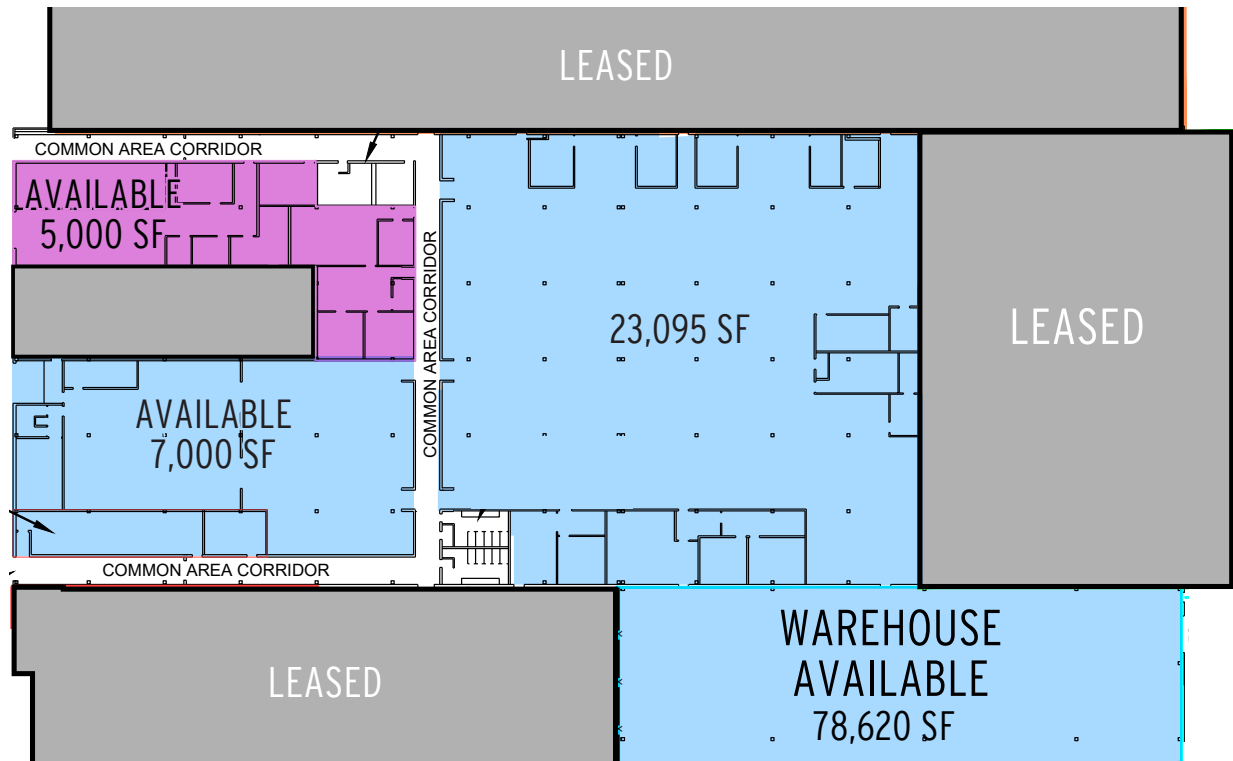 LEASED
COMMON AREA CORRIDOR
AVAILABLE
5,000 SF
COMMON AREA CORRIDOR
23,095 SF
LEASED
AVAILABLE
7,000 SF
COMMON AREA CORRIDOR
LEASED
WAREHOUSE
AVAILABLE
78,620 SF